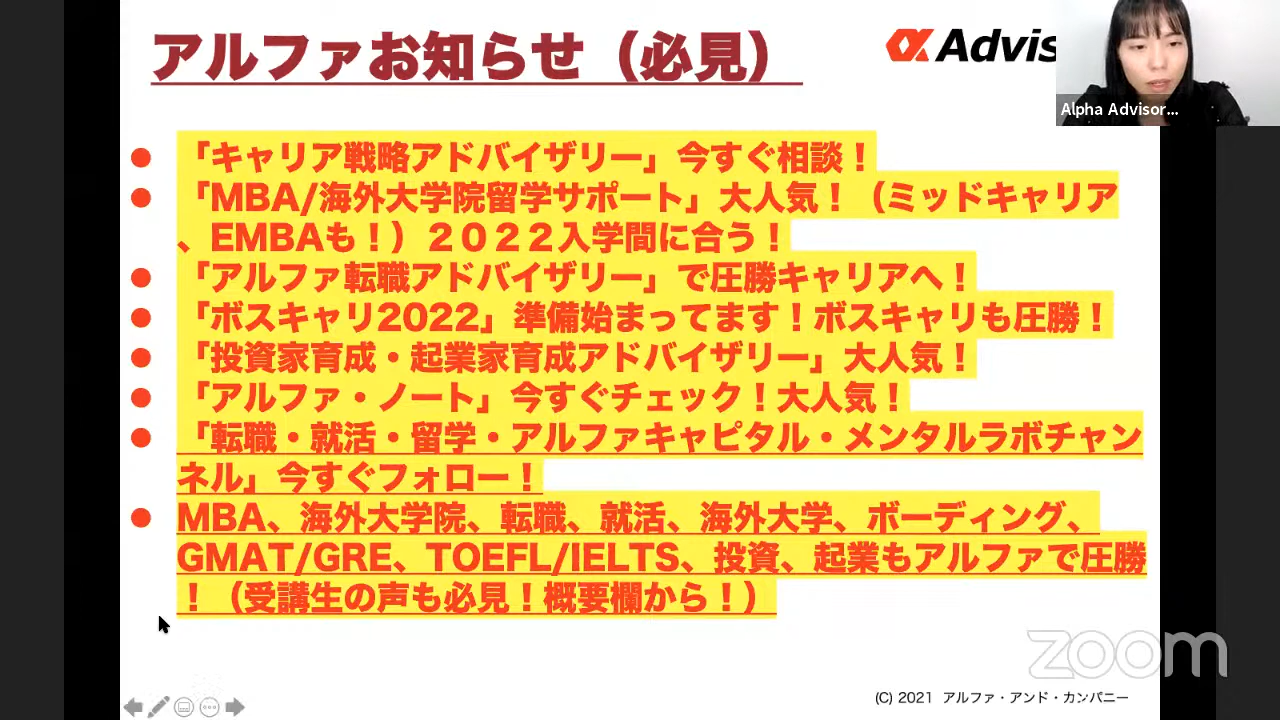 アルファお知らせ（必見）
Advis
Alpha Advisor...
「キャリア戦略アドバイザリー」今すぐ相談！
「MBA/海外大学院留学サポート」大人気！（ミッドキャリア
、EMBAも！）２０２２入学間に合う！
「アルファ転職アドバイザリー」で圧勝キャリアへ！
「ボスキャリ2022」準備始まってます！ボスキャリも圧勝！
「投資家育成・起業家育成アドバイザリー」大人気！
「アルファ・ノート」今すぐチェック！大人気！
「転職・就活・留学・アルファキャピタル・メンタルラボチャン
ネル」今すぐフォロー！
MBA、海外大学院、転職、就活、海外大学、ボーディング、
GMAT/GRE、TOEFL/IELTS、投資、起業もアルファで圧勝
！（受講生の声も必見！概要欄から！）
zoom
(C) 2021 アルファ・アンド・カンパニー